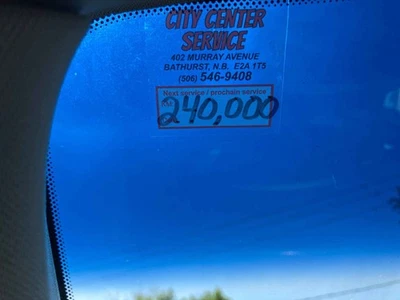 CITY CENTER
SERVICE
402 MURRAY AVENUE
BATHURST, N.B. E2A 1T5
(506) 546-9408
Next service / prochain service
240,000